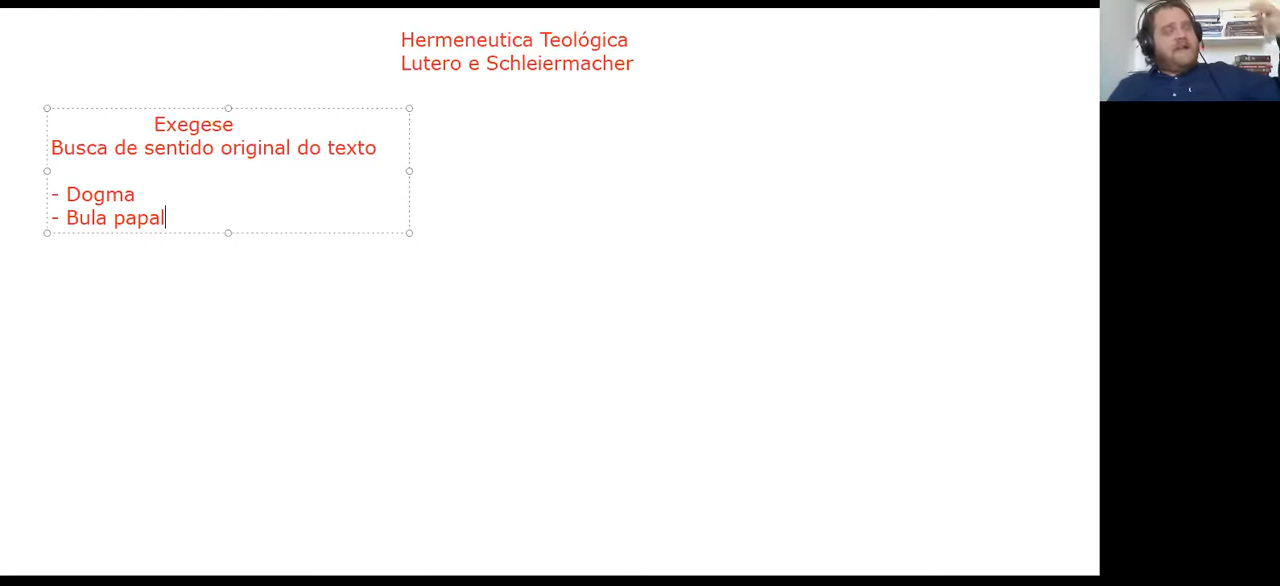 Hermeneutica Teológica
Lutero e Schleiermacher
Exegese
Busca de sentido original do texto
- Dogma
- Bula papal